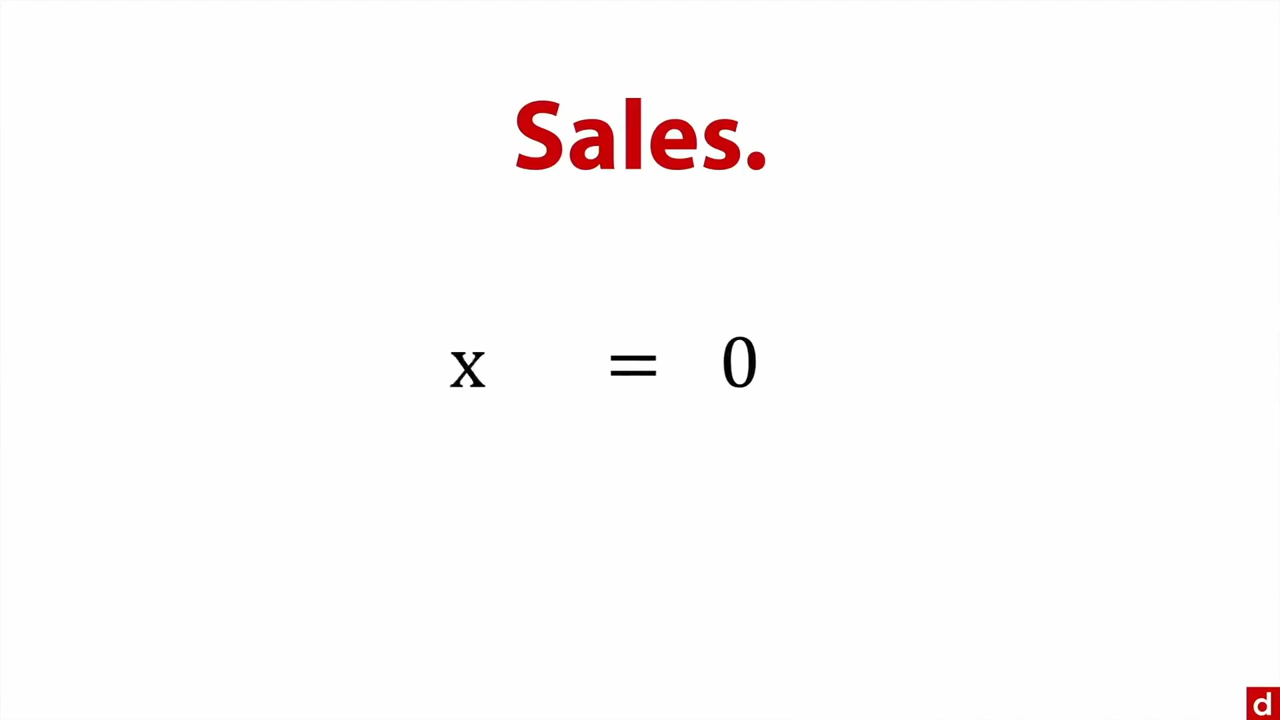 Sales.
x = 0
d